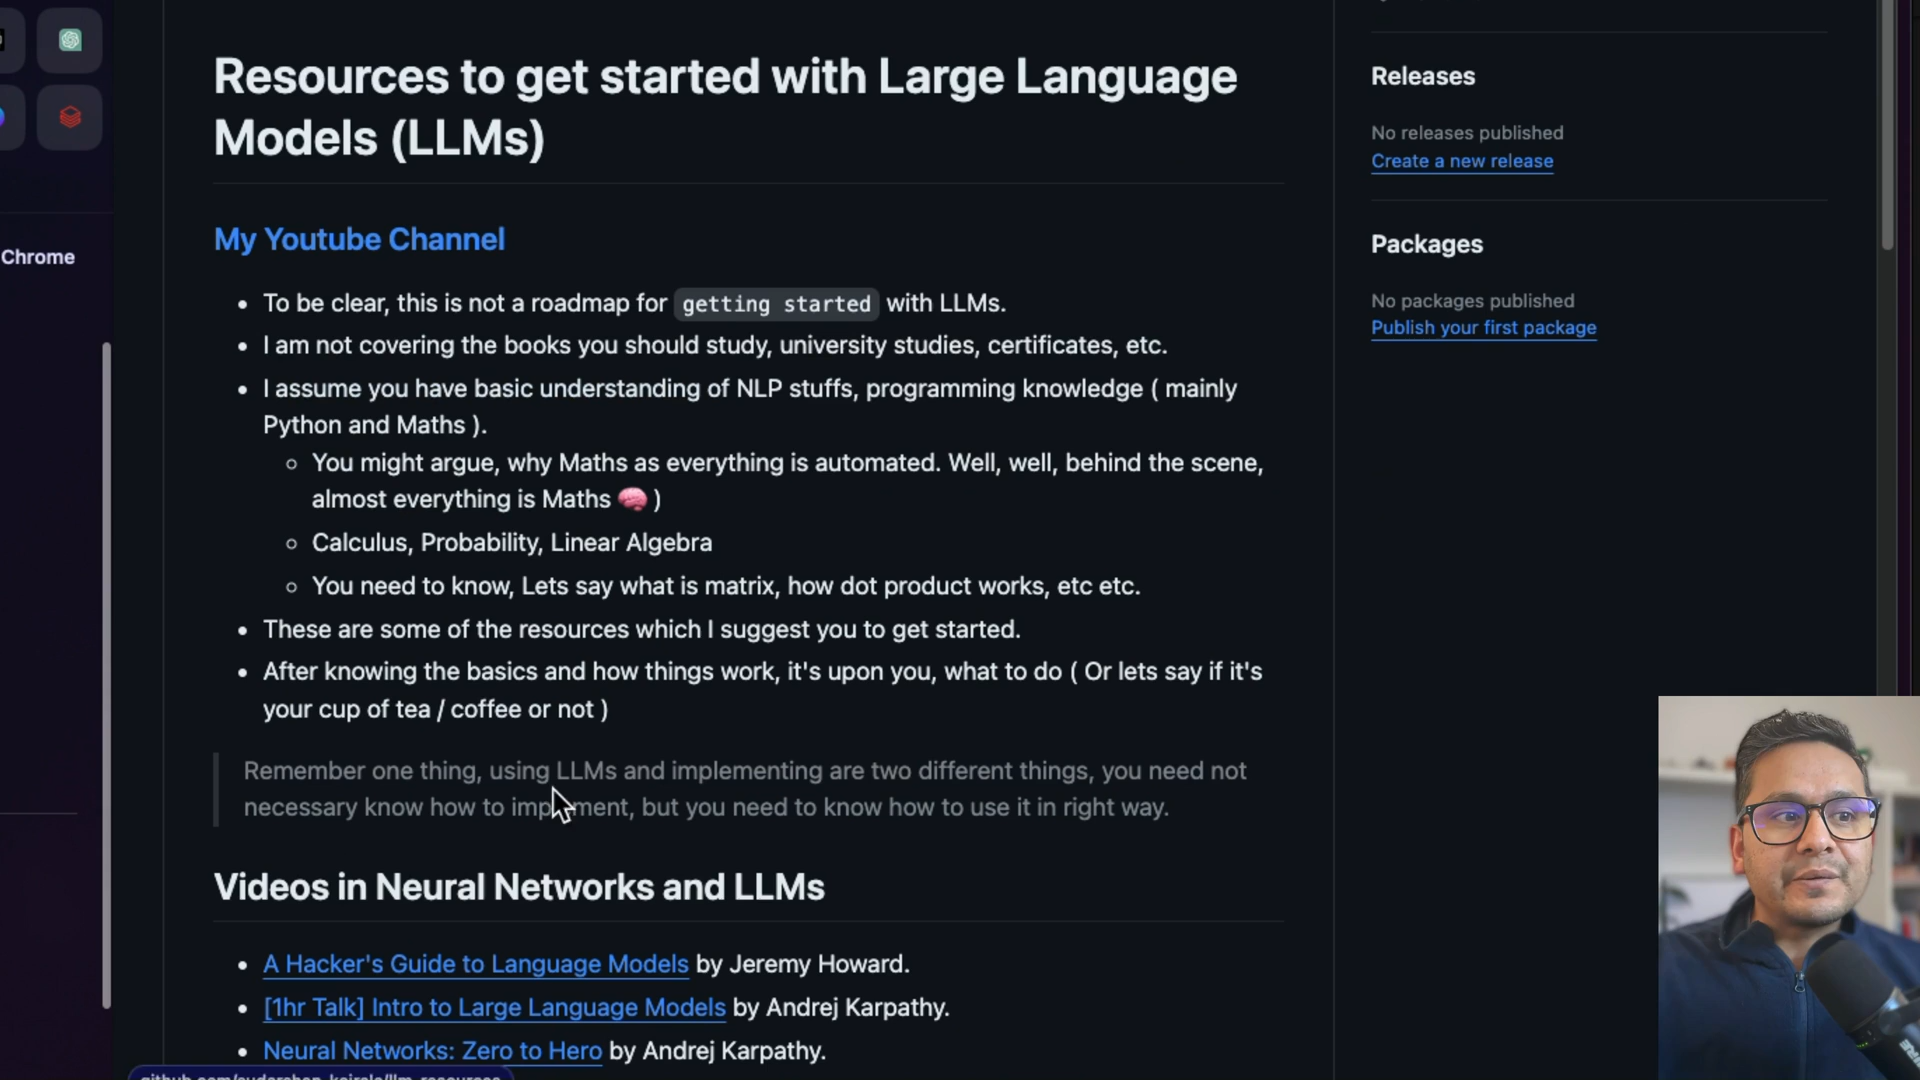 Resources to get started with Large Language
Models (LLMs)
My Youtube Channel
To be clear, this is not a roadmap for getting started with LLMs.
I am not covering the books you should study, university studies, certificates, etc.
I assume you have basic understanding of NLP stuffs, programming knowledge ( mainly
Python and Maths ).
You might argue, why Maths as everything is automated. Well, well, behind the scene,
almost everything is Maths 🧠 )
Calculus, Probability, Linear Algebra
You need to know, Lets say what is matrix, how dot product works, etc etc.
These are some of the resources which I suggest you to get started.
After knowing the basics and how things work, it's upon you, what to do ( Or lets say if it's
your cup of tea / coffee or not )
Remember one thing, using LLMs and implementing are two different things, you need not
necessary know how to implement, but you need to know how to use it in right way.
Videos in Neural Networks and LLMs
A Hacker's Guide to Language Models by Jeremy Howard.
[1hr Talk] Intro to Large Language Models by Andrej Karpathy.
Neural Networks: Zero to Hero by Andrej Karpathy.
Releases
No releases published
Create a new release
Packages
No packages published
Publish your first package
Chrome